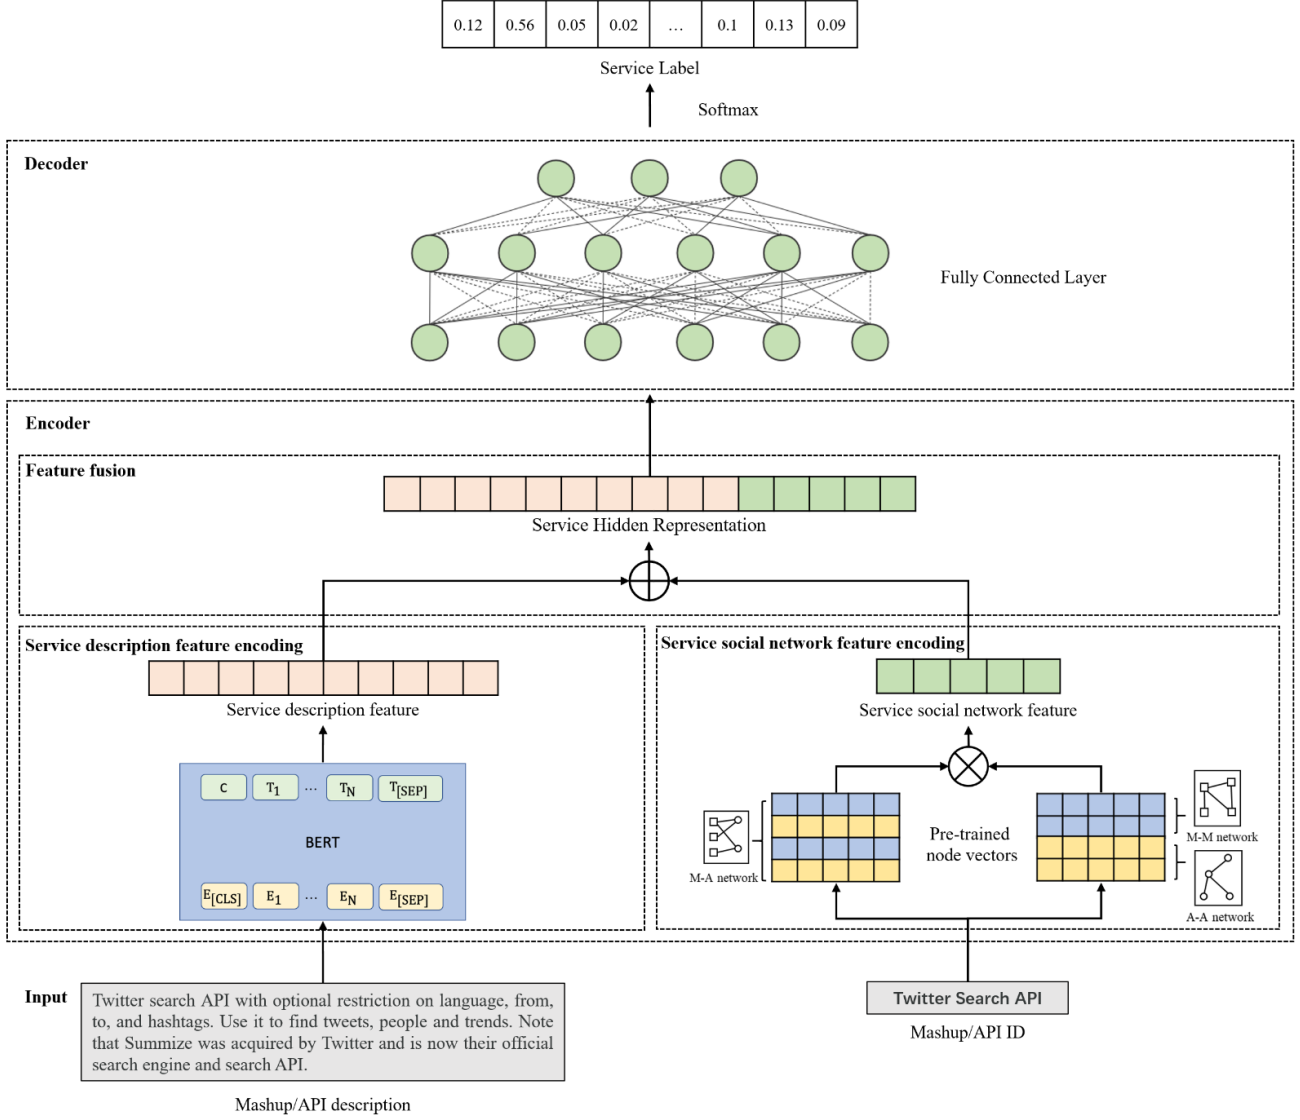 0.12 0.56 0.05 0.02 ... 0.1 0.13 0.09
Service Label
Softmax
Decoder
Fully Connected Layer
Encoder
Feature fusion
Service Hidden Representation
Service description feature encoding
Service description feature
C T1 ... TN T[SEP]
BERT
E[CLS] E1 ... EN E[SEP]
Service social network feature encoding
Service social network feature
M-A network
Pre-trained
node vectors
M-M network
A-A network
Input
Twitter search API with optional restriction on language, from,
to, and hashtags. Use it to find tweets, people and trends. Note
that Summize was acquired by Twitter and is now their official
search engine and search API.
Mashup/API description
Twitter Search API
Mashup/API ID